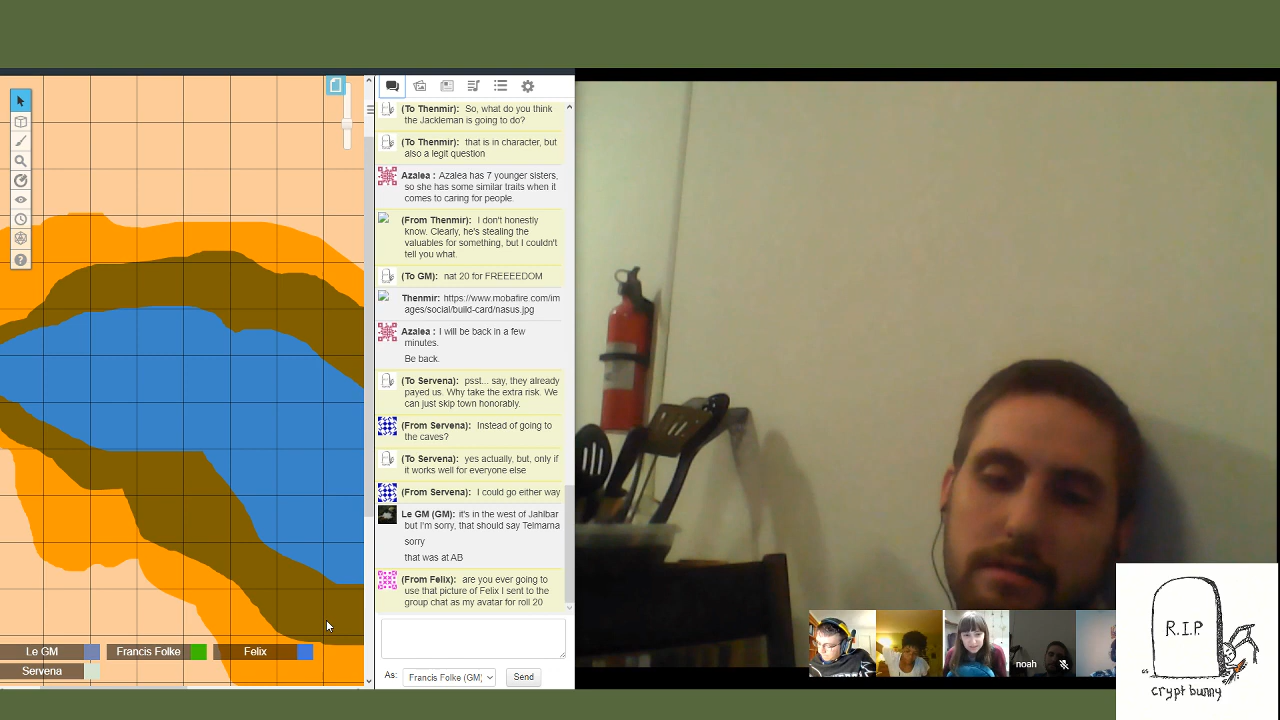 (To Thenmir): So, what do you think
the Jackleman is going to do?
(To Thenmir): that is in character, but
also a legit question
Azalea : Azalea has 7 younger sisters,
so she has some similar traits when it
comes to caring for people.
(From Thenmir): I don't honestly
know. Clearly, he's stealing the
valuables for something, but I couldn't
tell you what.
(To GM): nat 20 for FREEEEDOM
Thenmir: https://www.mobafire.com/im
ages/social/build-card/nasus.jpg
Azalea : I will be back in a few
minutes.
Be back.
(To Servena): psst... say, they already
payed us. Why take the extra risk. We
can just skip town honorably.
(From Servena): Instead of going to
the caves?
(To Servena): yes actually, but, only if
it works well for everyone else
(From Servena): I could go either way
Le GM (GM): it's in the west of Jahlbar
but I'm sorry, that should say Telmarna
sorry
that was at AB
(From Felix): are you ever going to
use that picture of Felix I sent to the
group chat as my avatar for roll 20
As: Francis Folke (GM) Send
Le GM Francis Folke Felix
Servena
noah
R.I.P
crypt bunny